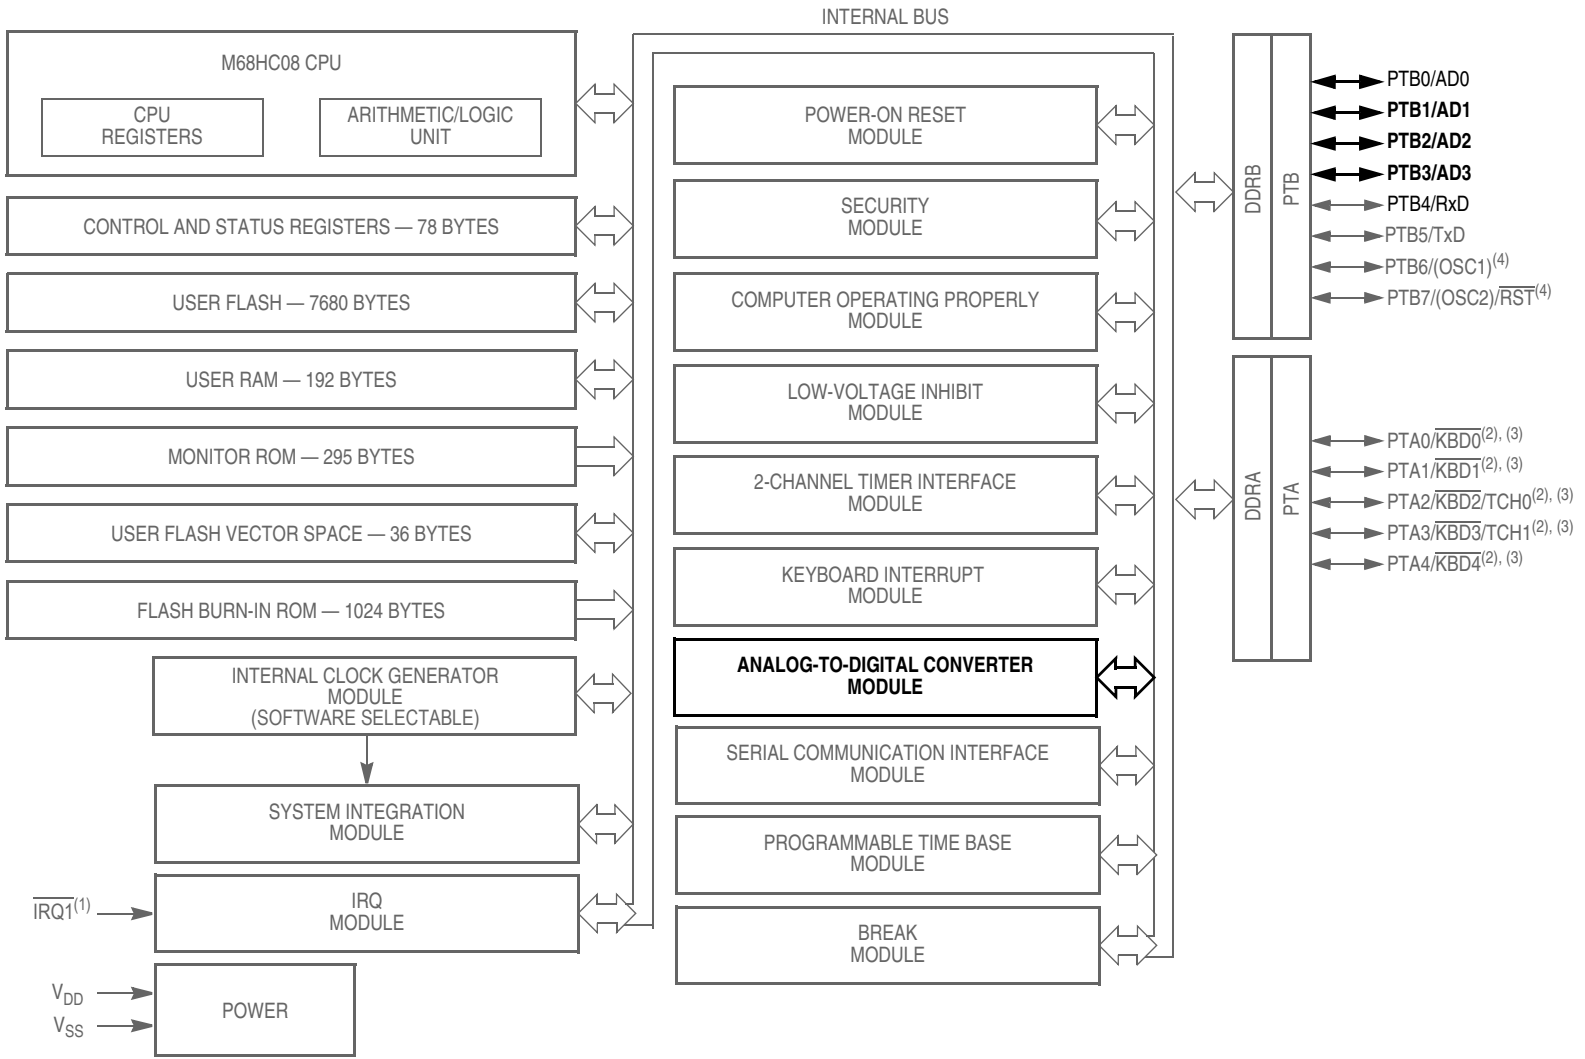 INTERNAL BUS
M68HC08 CPU
CPU
REGISTERS
ARITHMETIC/LOGIC
UNIT
CONTROL AND STATUS REGISTERS — 78 BYTES
USER FLASH — 7680 BYTES
USER RAM — 192 BYTES
MONITOR ROM — 295 BYTES
USER FLASH VECTOR SPACE — 36 BYTES
FLASH BURN-IN ROM — 1024 BYTES
INTERNAL CLOCK GENERATOR
MODULE
(SOFTWARE SELECTABLE)
SYSTEM INTEGRATION
MODULE
IRQ1(1)
IRQ
MODULE
VDD
VSS
POWER
POWER-ON RESET
MODULE
SECURITY
MODULE
COMPUTER OPERATING PROPERLY
MODULE
LOW-VOLTAGE INHIBIT
MODULE
2-CHANNEL TIMER INTERFACE
MODULE
KEYBOARD INTERRUPT
MODULE
ANALOG-TO-DIGITAL CONVERTER
MODULE
SERIAL COMMUNICATION INTERFACE
MODULE
PROGRAMMABLE TIME BASE
MODULE
BREAK
MODULE
DDRB
PTB
PTB0/AD0
PTB1/AD1
PTB2/AD2
PTB3/AD3
PTB4/RxD
PTB5/TxD
PTB6/(OSC1)(4)
PTB7/(OSC2)/RST(4)
DDRA
PTA
PTA0/KBD0(2), (3)
PTA1/KBD1(2), (3)
PTA2/KBD2/TCH0(2), (3)
PTA3/KBD3/TCH1(2), (3)
PTA4/KBD4(2), (3)